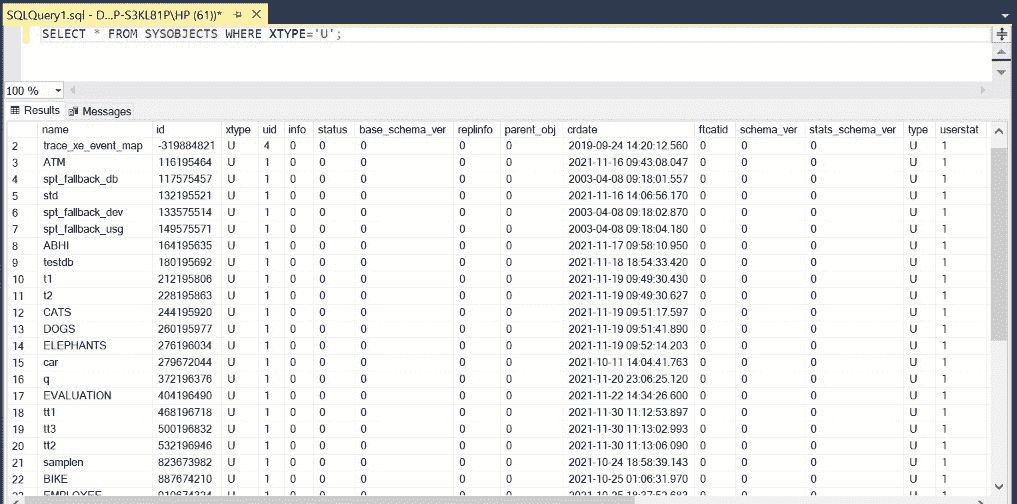 SQLQuery1.sql - D...P-S3KL81P\HP (61))*
SELECT * FROM SYSOBJECTS WHERE XTYPE='U';
100 %
Results Messages
name id xtype uid info status base_schema_ver replinfo parent_obj crdate ftcatid schema_ver stats_schema_ver type userstat
2 trace_xe_event_map -319884821 U 4 0 0 0 0 0 2019-09-24 14:20:12.560 0 0 0 U 1
3 ATM 116195464 U 1 0 0 0 0 0 2021-11-16 09:43:08.047 0 0 0 U 1
4 spt_fallback_db 117575457 U 1 0 0 0 0 0 2003-04-08 09:18:01.557 0 0 0 U 1
5 std 132195521 U 1 0 0 0 0 0 2021-11-16 14:06:56.170 0 0 0 U 1
6 spt_fallback_dev 133575514 U 1 0 0 0 0 0 2003-04-08 09:18:02.870 0 0 0 U 1
7 spt_fallback_usg 149575571 U 1 0 0 0 0 0 2003-04-08 09:18:04.180 0 0 0 U 1
8 ABHI 164195635 U 1 0 0 0 0 0 2021-11-17 09:58:10.950 0 0 0 U 1
9 testdb 180195692 U 1 0 0 0 0 0 2021-11-18 18:54:33.420 0 0 0 U 1
10 t1 212195806 U 1 0 0 0 0 0 2021-11-19 09:49:30.430 0 0 0 U 1
11 t2 228195863 U 1 0 0 0 0 0 2021-11-19 09:49:30.627 0 0 0 U 1
12 CATS 244195920 U 1 0 0 0 0 0 2021-11-19 09:51:17.597 0 0 0 U 1
13 DOGS 260195977 U 1 0 0 0 0 0 2021-11-19 09:51:41.890 0 0 0 U 1
14 ELEPHANTS 276196034 U 1 0 0 0 0 0 2021-11-19 09:52:14.203 0 0 0 U 1
15 car 279672044 U 1 0 0 0 0 0 2021-10-11 14:04:41.763 0 0 0 U 1
16 q 372196376 U 1 0 0 0 0 0 2021-11-20 23:06:25.120 0 0 0 U 1
17 EVALUATION 404196490 U 1 0 0 0 0 0 2021-11-22 14:34:26.600 0 0 0 U 1
18 tt1 468196718 U 1 0 0 0 0 0 2021-11-30 11:12:53.897 0 0 0 U 1
19 tt3 500196832 U 1 0 0 0 0 0 2021-11-30 11:13:02.993 0 0 0 U 1
20 tt2 532196946 U 1 0 0 0 0 0 2021-11-30 11:13:06.090 0 0 0 U 1
21 samplen 823673982 U 1 0 0 0 0 0 2021-10-24 18:58:39.143 0 0 0 U 1
22 BIKE 887674210 U 1 0 0 0 0 0 2021-10-25 01:06:31.970 0 0 0 U 1
EMPLOYEE